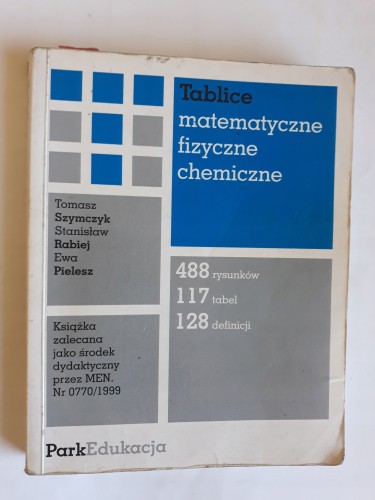 Tablice
matematyczne
fizyczne
chemiczne
Tomasz
Szymczyk
Stanisław
Rabiej
Ewa
Pielesz
488 rysunków
117 tabel
128 definicji
Książka
zalecana
jako środek
dydaktyczny
przez MEN.
Nr 0770/1999
ParkEdukacja